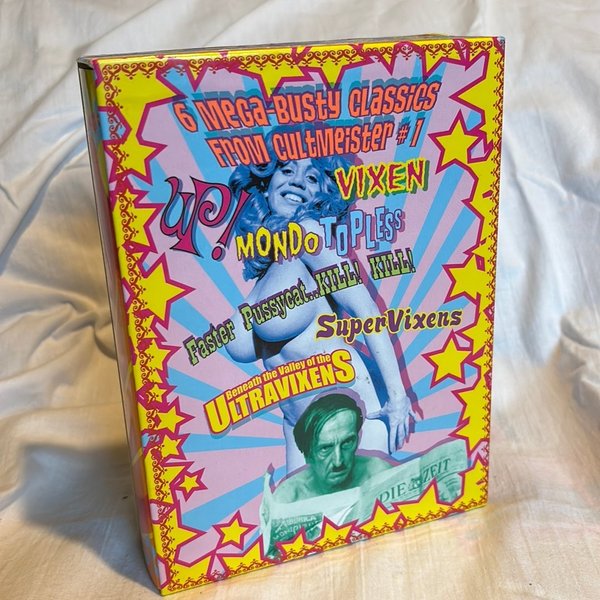 6 MEGA-BUSTY CLASSICS
FROM CULTMEISTER #1
VIXEN
UP!
MONDO TOPLESS
Faster Pussycat..KILL! KILL!
SuperVixens
Beneath the Valley of the
ULTRAVIXENS
DIE ZEIT